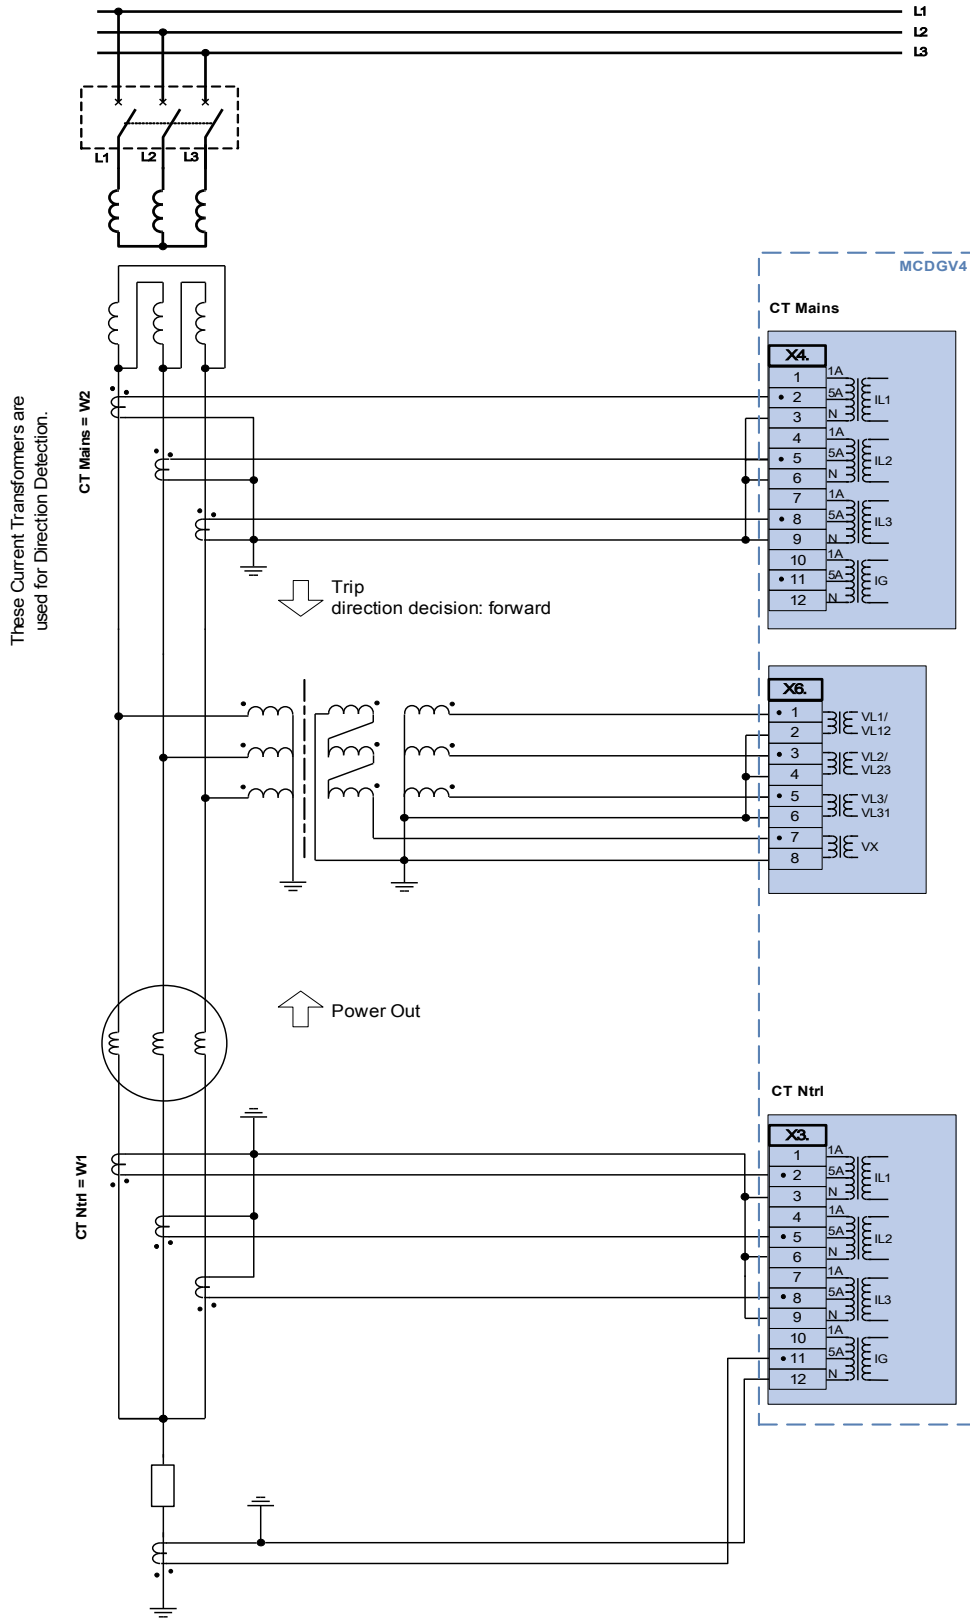 L1
L2
L3
L1
L2
L3
MCDGV4
CT Mains
These Current Transformers are
used for Direction Detection.
CT Mains = W2
X4.
1
1A
2
5A
IL1
3
N
4
1A
5
5A
IL2
6
N
7
1A
8
5A
IL3
9
N
10
1A
11
5A
IG
12
N
Trip
direction decision: forward
X6.
1
VL1/
2
VL12
3
VL2/
4
VL23
5
VL3/
6
VL31
7
VX
8
Power Out
CT Ntrl
CT Ntrl = W1
X3.
1
1A
2
5A
IL1
3
N
4
1A
5
5A
IL2
6
N
7
1A
8
5A
IL3
9
N
10
1A
11
5A
IG
12
N